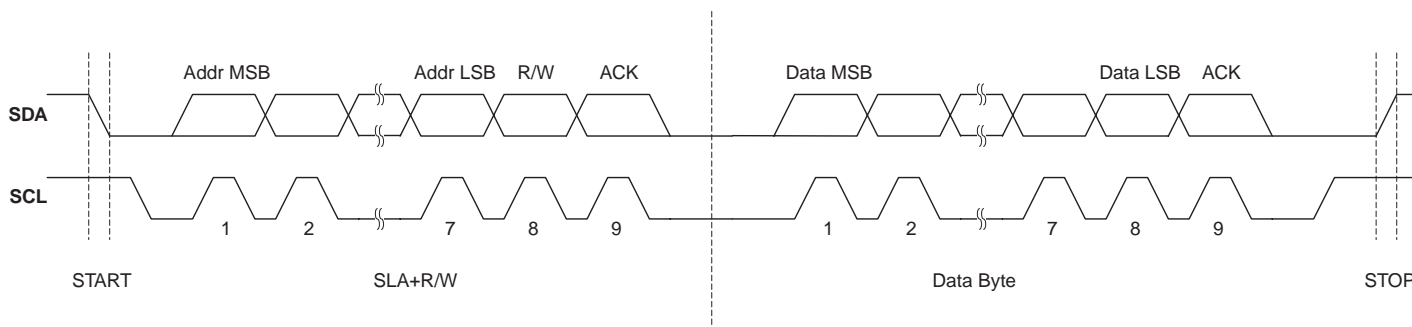 Addr MSB Addr LSB R/W ACK Data MSB Data LSB ACK
SDA
SCL
1 2 7 8 9 1 2 7 8 9
START SLA+R/W Data Byte STOP